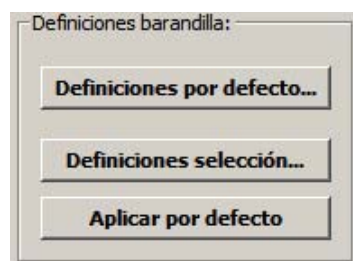 Definiciones barandilla:
Definiciones por defecto...
Definiciones selección...
Aplicar por defecto